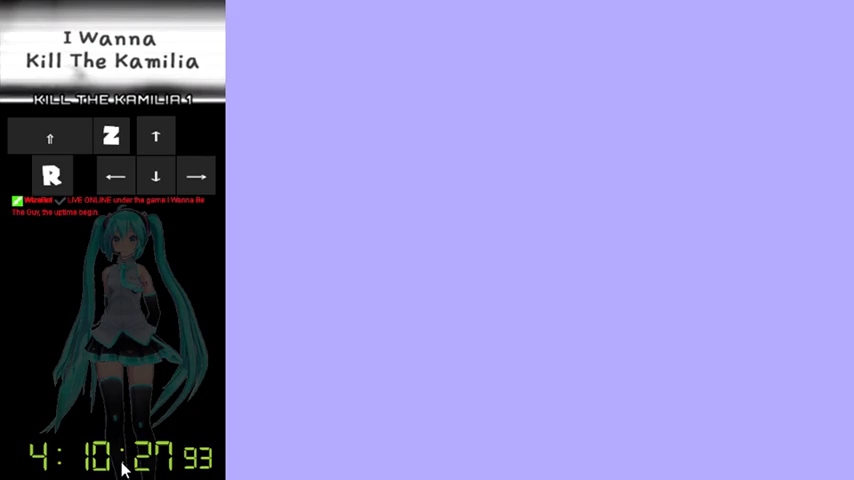 I Wanna
Kill The Kamilia
KILL THE KAMILIA 1
⇑ Z ↑
R ← ↓ →
WizeBot ✓ LIVE ONLINE under the game I Wanna Be
The Guy, the uptime begin
4: 10:27 93